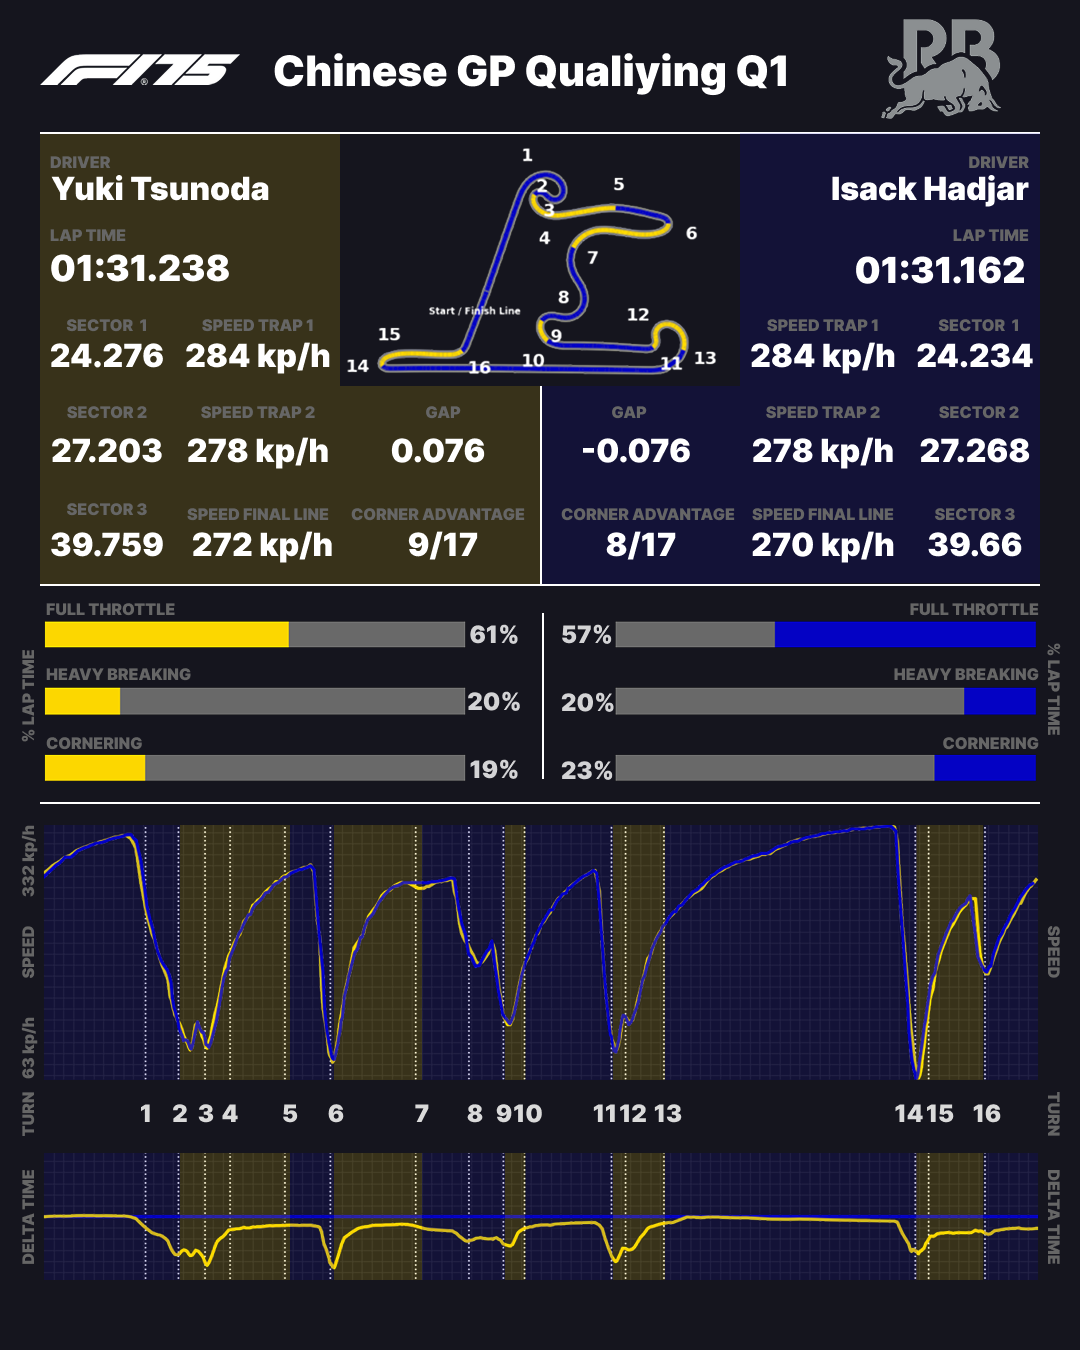 F1 75 Chinese GP Qualiying Q1 RB
®
DRIVER
Yuki Tsunoda
LAP TIME
01:31.238
SECTOR 1 SPEED TRAP 1
24.276 284 kp/h
SECTOR 2 SPEED TRAP 2 GAP
27.203 278 kp/h 0.076
SECTOR 3 SPEED FINAL LINE CORNER ADVANTAGE
39.759 272 kp/h 9/17
1
2
3
4
5
6
7
8
9
10
11
12
13
14
15
16
Start / Finish Line
DRIVER
Isack Hadjar
LAP TIME
01:31.162
SPEED TRAP 1 SECTOR 1
284 kp/h 24.234
GAP SPEED TRAP 2 SECTOR 2
-0.076 278 kp/h 27.268
CORNER ADVANTAGE SPEED FINAL LINE SECTOR 3
8/17 270 kp/h 39.66
% LAP TIME
FULL THROTTLE
61%
HEAVY BREAKING
20%
CORNERING
19%
FULL THROTTLE
57%
HEAVY BREAKING
20%
CORNERING
23%
% LAP TIME
332 kp/h
SPEED
63 kp/h
SPEED
TURN 1 2 3 4 5 6 7 8 9 10 11 12 13 14 15 16 TURN
DELTA TIME
DELTA TIME